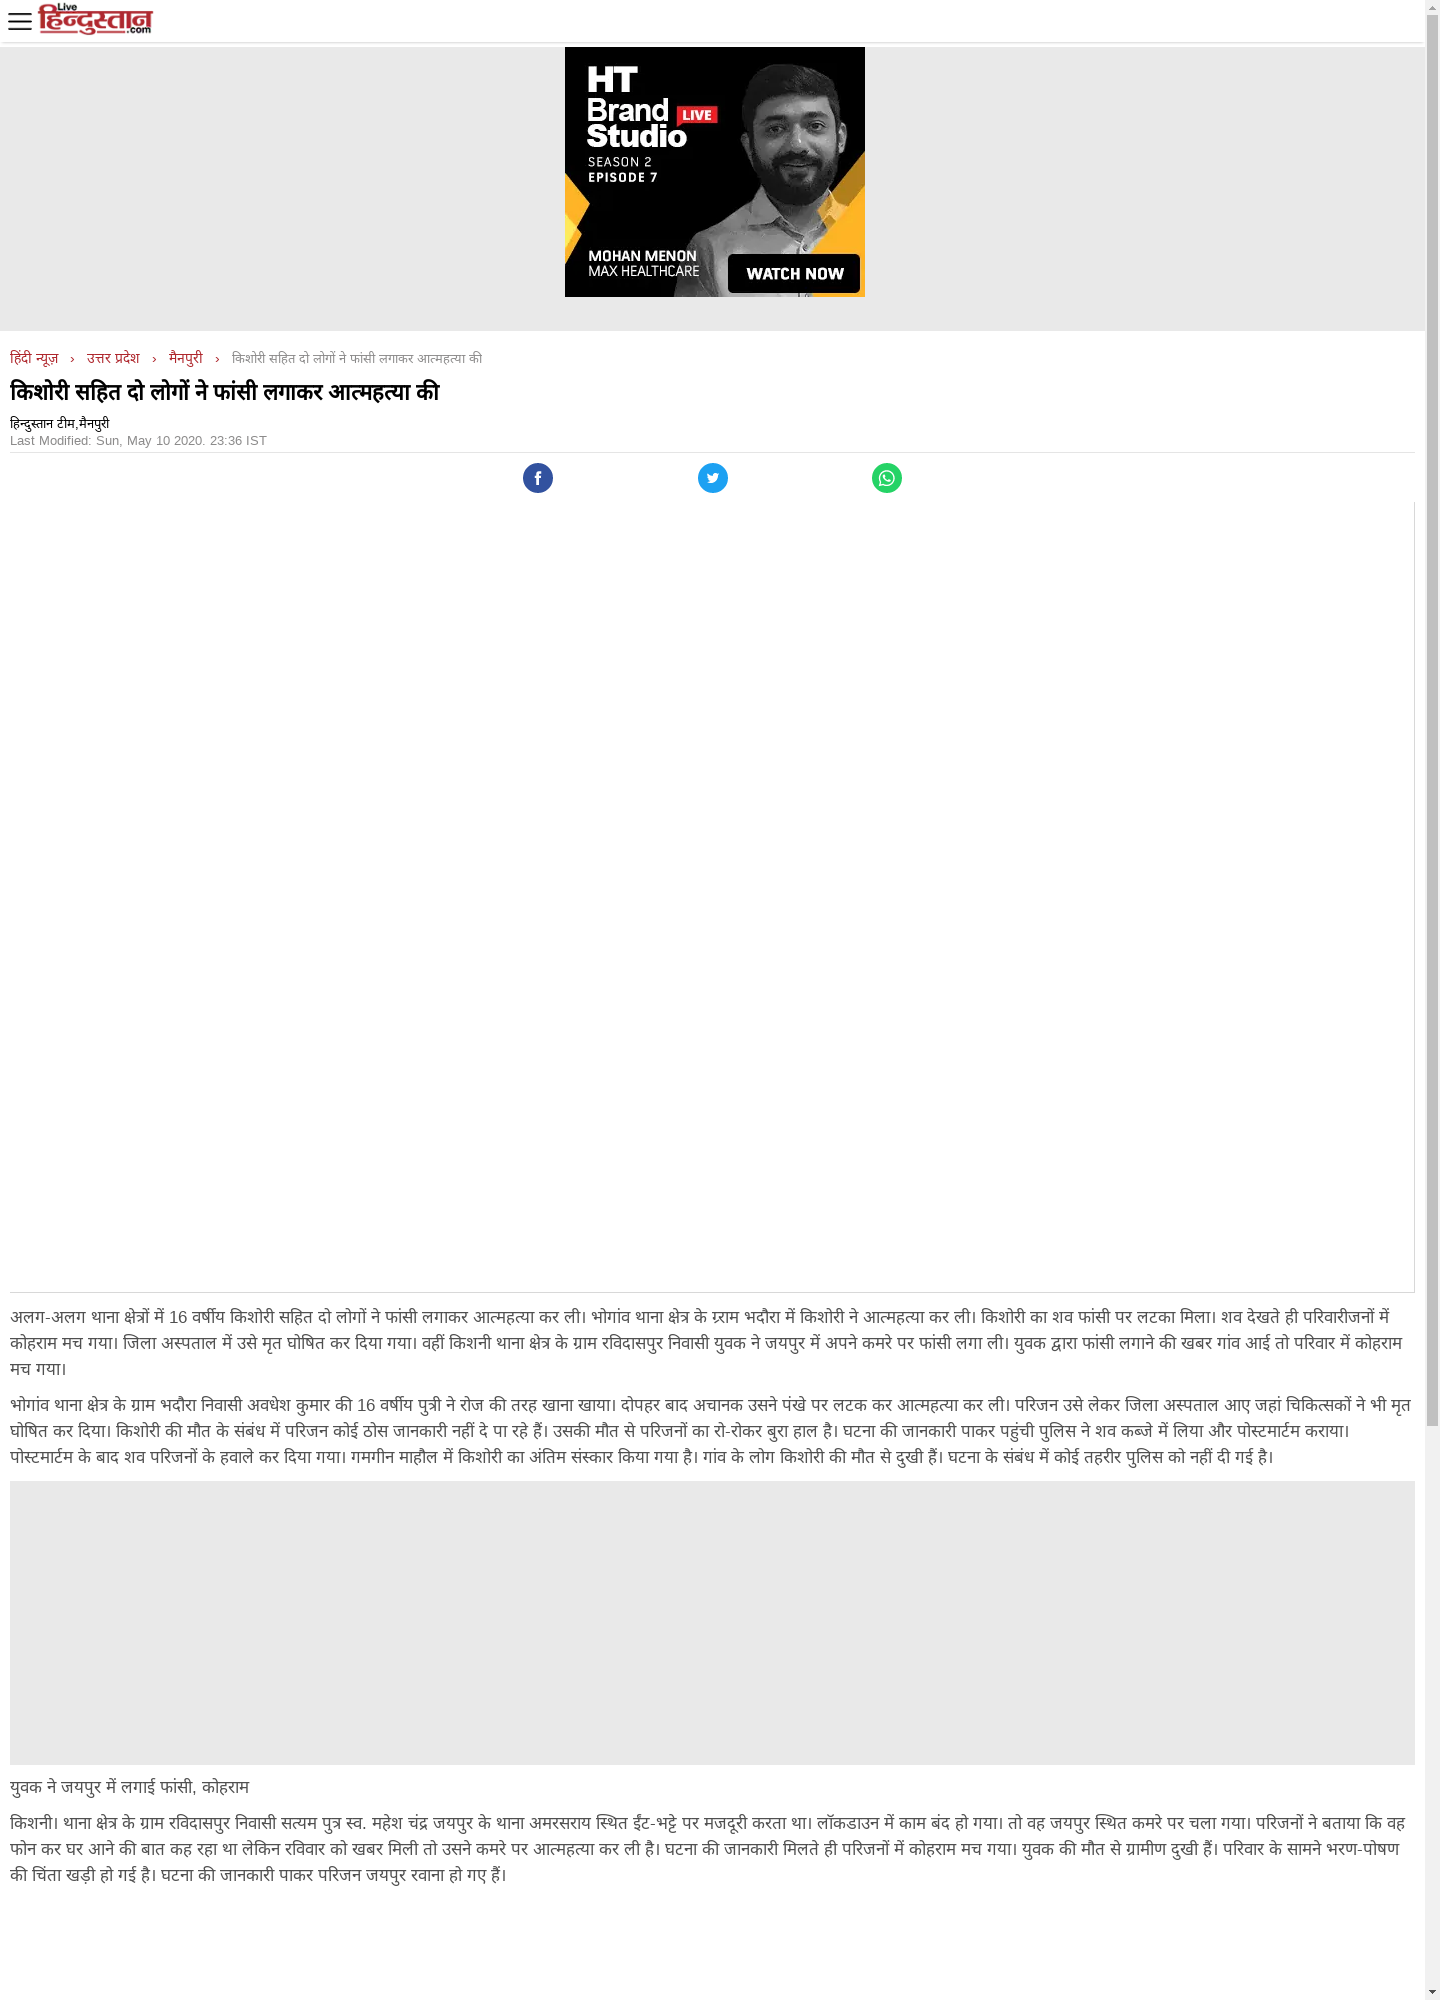 Live
हिन्दुस्तान
.com
HT
Brand
Studio LIVE
SEASON 2
EPISODE 7
MOHAN MENON
MAX HEALTHCARE
WATCH NOW
हिंदी न्यूज़ › उत्तर प्रदेश › मैनपुरी › किशोरी सहित दो लोगों ने फांसी लगाकर आत्महत्या की
किशोरी सहित दो लोगों ने फांसी लगाकर आत्महत्या की
हिन्दुस्तान टीम,मैनपुरी
Last Modified: Sun, May 10 2020. 23:36 IST
अलग-अलग थाना क्षेत्रों में 16 वर्षीय किशोरी सहित दो लोगों ने फांसी लगाकर आत्महत्या कर ली। भोगांव थाना क्षेत्र के ग्र्राम भदौरा में किशोरी ने आत्महत्या कर ली। किशोरी का शव फांसी पर लटका मिला। शव देखते ही परिवारीजनों में
कोहराम मच गया। जिला अस्पताल में उसे मृत घोषित कर दिया गया। वहीं किशनी थाना क्षेत्र के ग्राम रविदासपुर निवासी युवक ने जयपुर में अपने कमरे पर फांसी लगा ली। युवक द्वारा फांसी लगाने की खबर गांव आई तो परिवार में कोहराम
मच गया।
भोगांव थाना क्षेत्र के ग्राम भदौरा निवासी अवधेश कुमार की 16 वर्षीय पुत्री ने रोज की तरह खाना खाया। दोपहर बाद अचानक उसने पंखे पर लटक कर आत्महत्या कर ली। परिजन उसे लेकर जिला अस्पताल आए जहां चिकित्सकों ने भी मृत
घोषित कर दिया। किशोरी की मौत के संबंध में परिजन कोई ठोस जानकारी नहीं दे पा रहे हैं। उसकी मौत से परिजनों का रो-रोकर बुरा हाल है। घटना की जानकारी पाकर पहुंची पुलिस ने शव कब्जे में लिया और पोस्टमार्टम कराया।
पोस्टमार्टम के बाद शव परिजनों के हवाले कर दिया गया। गमगीन माहौल में किशोरी का अंतिम संस्कार किया गया है। गांव के लोग किशोरी की मौत से दुखी हैं। घटना के संबंध में कोई तहरीर पुलिस को नहीं दी गई है।
युवक ने जयपुर में लगाई फांसी, कोहराम
किशनी। थाना क्षेत्र के ग्राम रविदासपुर निवासी सत्यम पुत्र स्व. महेश चंद्र जयपुर के थाना अमरसराय स्थित ईंट-भट्टे पर मजदूरी करता था। लॉकडाउन में काम बंद हो गया। तो वह जयपुर स्थित कमरे पर चला गया। परिजनों ने बताया कि वह
फोन कर घर आने की बात कह रहा था लेकिन रविवार को खबर मिली तो उसने कमरे पर आत्महत्या कर ली है। घटना की जानकारी मिलते ही परिजनों में कोहराम मच गया। युवक की मौत से ग्रामीण दुखी हैं। परिवार के सामने भरण-पोषण
की चिंता खड़ी हो गई है। घटना की जानकारी पाकर परिजन जयपुर रवाना हो गए हैं।